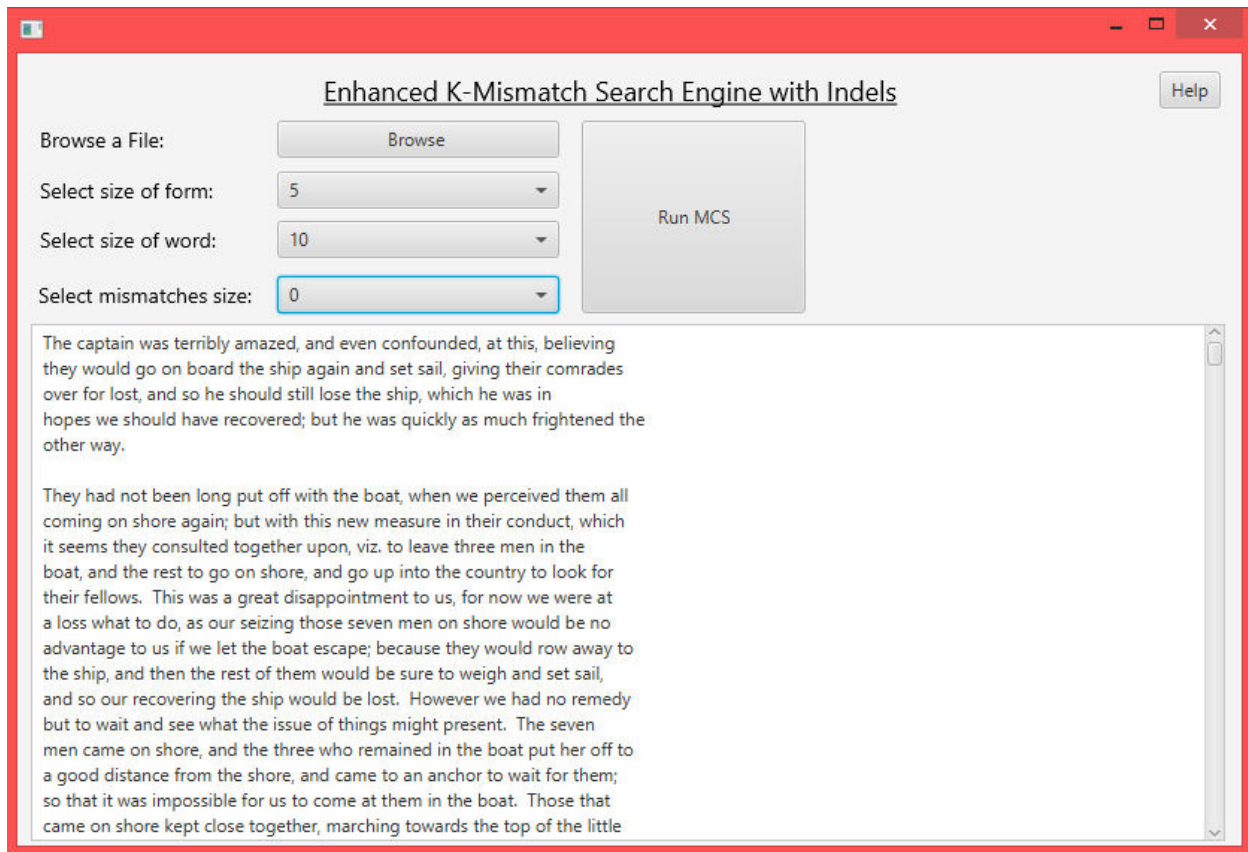 Enhanced K-Mismatch Search Engine with Indels
Help
Browse a File:
Browse
Select size of form:
5
Run MCS
Select size of word:
10
Select mismatches size:
0
The captain was terribly amazed, and even confounded, at this, believing
they would go on board the ship again and set sail, giving their comrades
over for lost, and so he should still lose the ship, which he was in
hopes we should have recovered; but he was quickly as much frightened the
other way.
They had not been long put off with the boat, when we perceived them all
coming on shore again; but with this new measure in their conduct, which
it seems they consulted together upon, viz. to leave three men in the
boat, and the rest to go on shore, and go up into the country to look for
their fellows.  This was a great disappointment to us, for now we were at
a loss what to do, as our seizing those seven men on shore would be no
advantage to us if we let the boat escape; because they would row away to
the ship, and then the rest of them would be sure to weigh and set sail,
and so our recovering the ship would be lost.  However we had no remedy
but to wait and see what the issue of things might present.  The seven
men came on shore, and the three who remained in the boat put her off to
a good distance from the shore, and came to an anchor to wait for them;
so that it was impossible for us to come at them in the boat.  Those that
came on shore kept close together, marching towards the top of the little